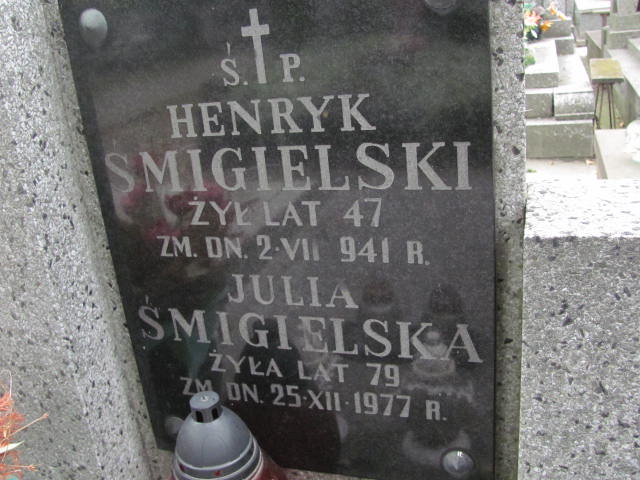 Ś. P.
HENRYK
ŚMIGIELSKI
ŻYŁ LAT 47
ZM. DN. 2·VII 941 R.
JULIA
ŚMIGIELSKA
ŻYŁA LAT 79
ZM. DN. 25·XII·1977 R.